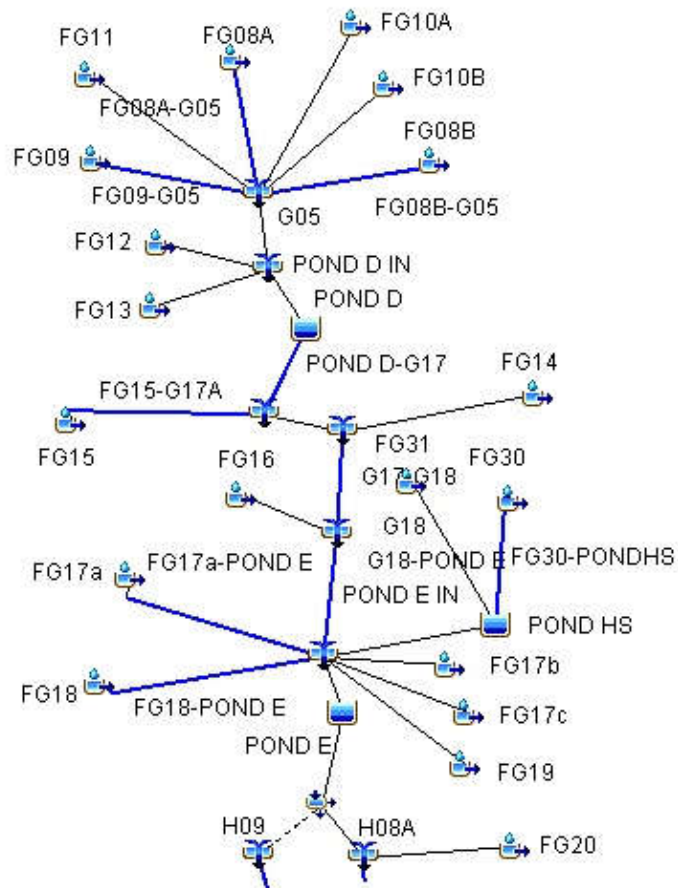 FG10A
FG11
FG08A
FG10B
FG08A-G05
FG08B
FG09
FG09-G05
FG08B-G05
G05
FG12
POND D IN
POND D
FG13
POND D-G17
FG14
FG15-G17A
FG31
FG15
FG16
FG30
G17-G18
G18
G18-POND E
FG30-PONDHS
FG17a-POND E
FG17a
POND E IN
POND HS
FG17b
FG18
FG18-POND E
FG17c
POND E
FG19
H09
H08A
FG20